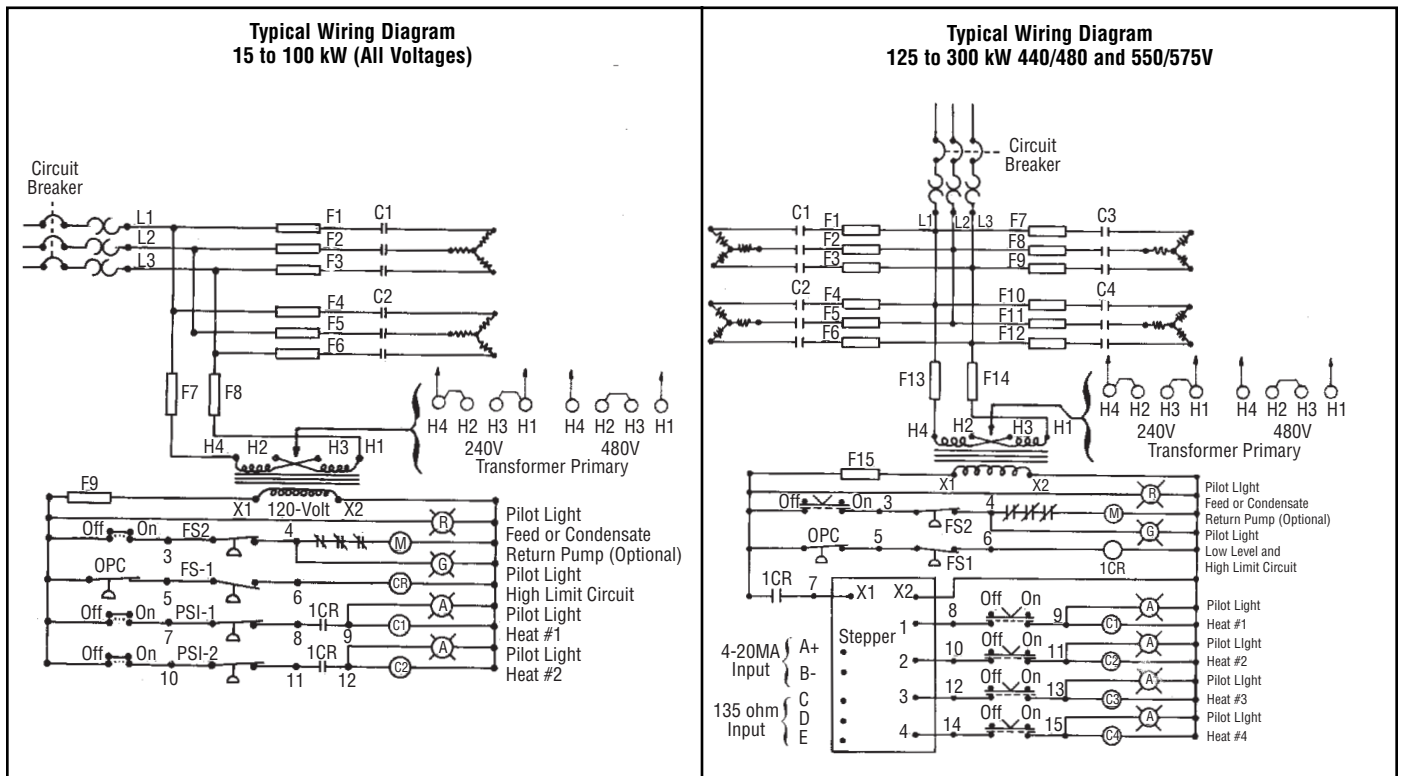 Typical Wiring Diagram
15 to 100 kW (All Voltages)
Circuit
Breaker
L1
L2
L3
F1
C1
F2
F3
F4
C2
F5
F6
F7
F8
H4
H2
H3
H1
H4
H2
H3
H1
H4
H2
H3
H1
240V
480V
Transformer Primary
F9
X1
120-Volt
X2
R
Pilot Light
Off
On
3
FS2
4
M
Feed or Condensate
Return Pump (Optional)
G
Pilot Light
OPC
5
FS-1
6
CR
High Limit Circuit
A
Pilot Light
Off
On
PSI-1
7
8
1CR
9
C1
Heat #1
A
Pilot Light
Off
On
PSI-2
10
11
1CR
12
C2
Heat #2
Typical Wiring Diagram
125 to 300 kW 440/480 and 550/575V
Circuit
Breaker
C1
F1
L1
L2
L3
F7
C3
F2
F8
F3
F9
C2
F4
F10
C4
F5
F11
F6
F12
F13
F14
H4
H2
H3
H1
H4
H2
H3
H1
H4
H2
H3
H1
240V
480V
Transformer Primary
F15
X1
X2
R
Pilot LIght
Off
On
3
FS2
4
M
Feed or Condensate
Return Pump (Optional)
G
Pilot Light
OPC
5
FS1
6
1CR
Low Level and
High Limit Circuit
1CR
7
X1
X2
Stepper
1
8
Off
On
9
A
Pilot Light
C1
Heat #1
4-20MA
Input
A+
B-
2
10
Off
On
11
A
Pilot LIght
C2
Heat #2
135 ohm
Input
C
D
E
3
12
Off
On
13
A
Pilot LIght
C3
Heat #3
4
14
Off
On
15
A
Pilot LIght
C4
Heat #4